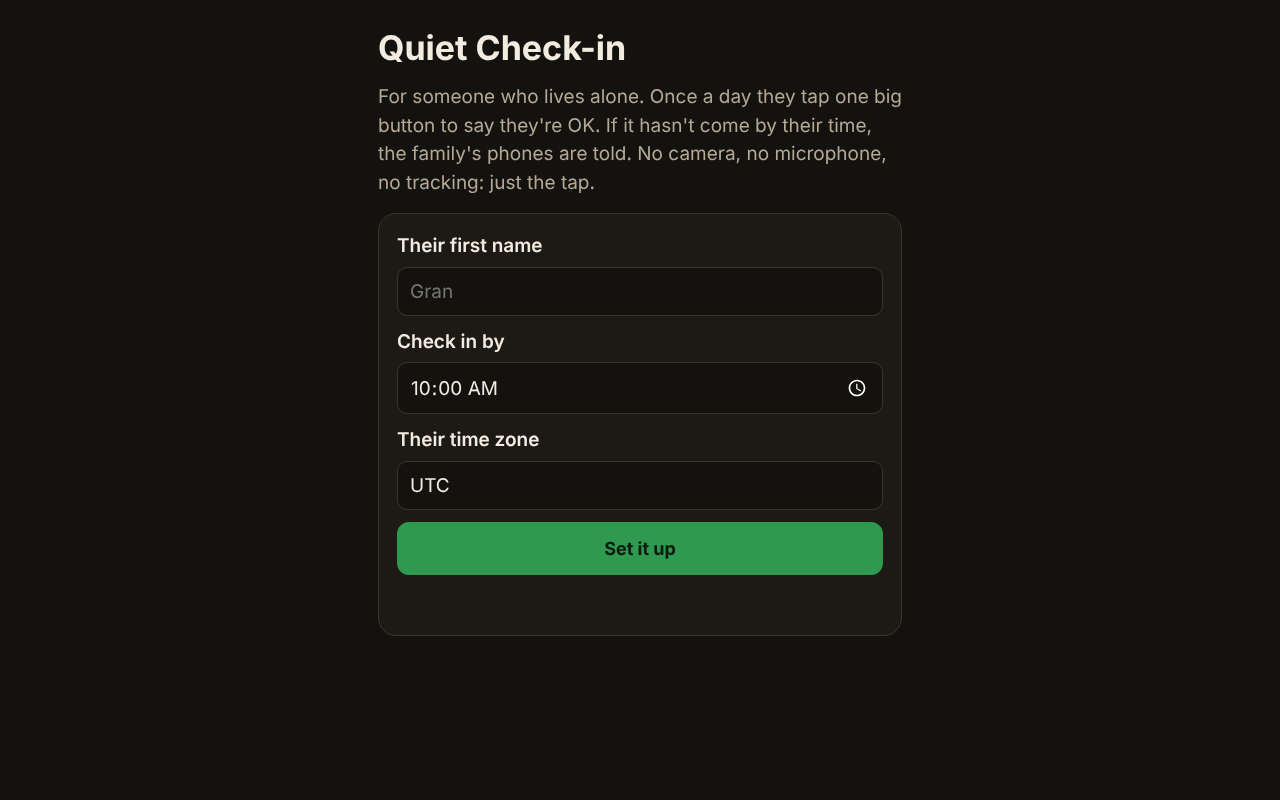 Quiet Check-in
For someone who lives alone. Once a day they tap one big
button to say they're OK. If it hasn't come by their time,
the family's phones are told. No camera, no microphone,
no tracking: just the tap.
Their first name
Gran
Check in by
10:00 AM
Their time zone
UTC
Set it up